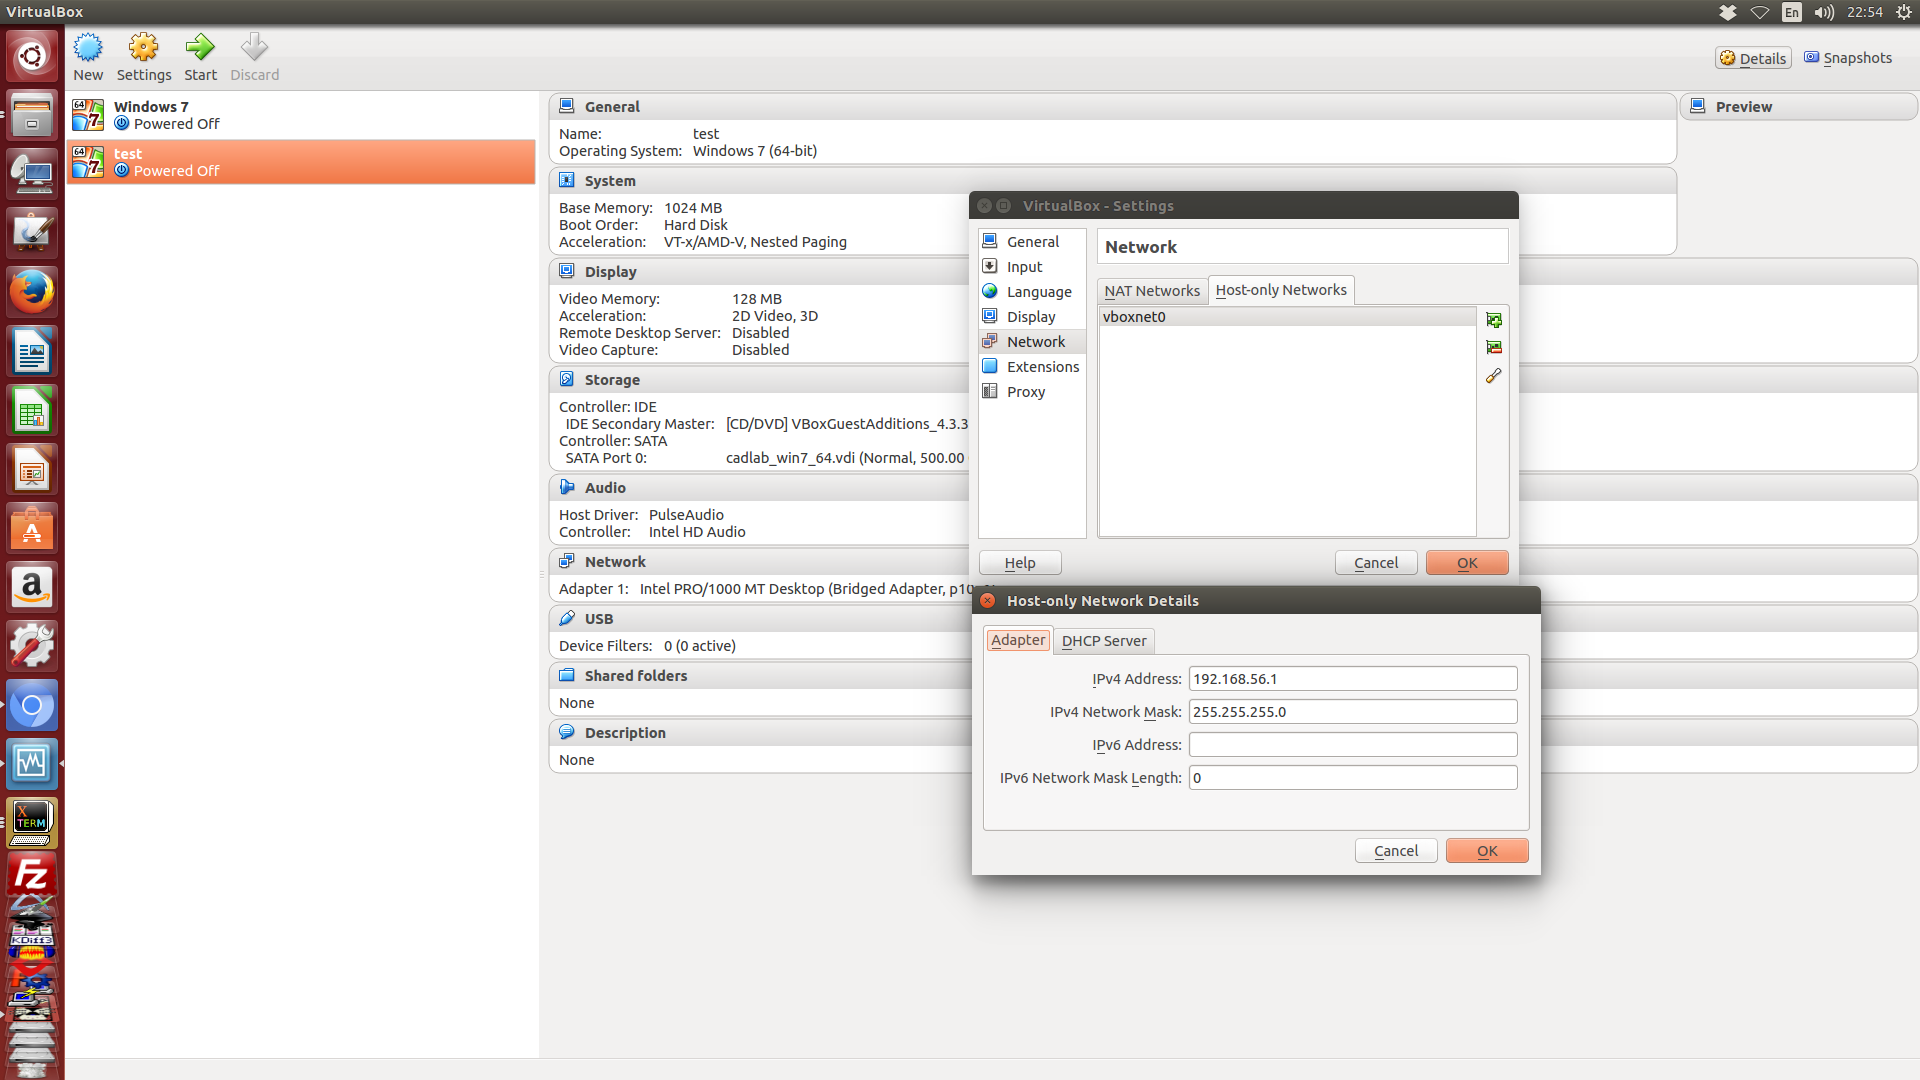 VirtualBox
En
22:54
New
Settings
Start
Discard
Details
Snapshots
64
7
Windows 7
Powered Off
64
7
test
Powered Off
General
Name: test
Operating System: Windows 7 (64-bit)
Preview
System
Base Memory: 1024 MB
Boot Order: Hard Disk
Acceleration: VT-x/AMD-V, Nested Paging
Display
Video Memory: 128 MB
Acceleration: 2D Video, 3D
Remote Desktop Server: Disabled
Video Capture: Disabled
Storage
Controller: IDE
IDE Secondary Master: [CD/DVD] VBoxGuestAdditions_4.3.3
Controller: SATA
SATA Port 0: cadlab_win7_64.vdi (Normal, 500.00
Audio
Host Driver: PulseAudio
Controller: Intel HD Audio
Network
Adapter 1: Intel PRO/1000 MT Desktop (Bridged Adapter, p10
USB
Device Filters: 0 (0 active)
Shared folders
None
Description
None
VirtualBox - Settings
General
Input
Language
Display
Network
Extensions
Proxy
Network
NAT Networks
Host-only Networks
vboxnet0
Help
Cancel
OK
Host-only Network Details
Adapter
DHCP Server
IPv4 Address: 192.168.56.1
IPv4 Network Mask: 255.255.255.0
IPv6 Address:
IPv6 Network Mask Length: 0
Cancel
OK
A
a
X
TERM
FZ
KDiff3